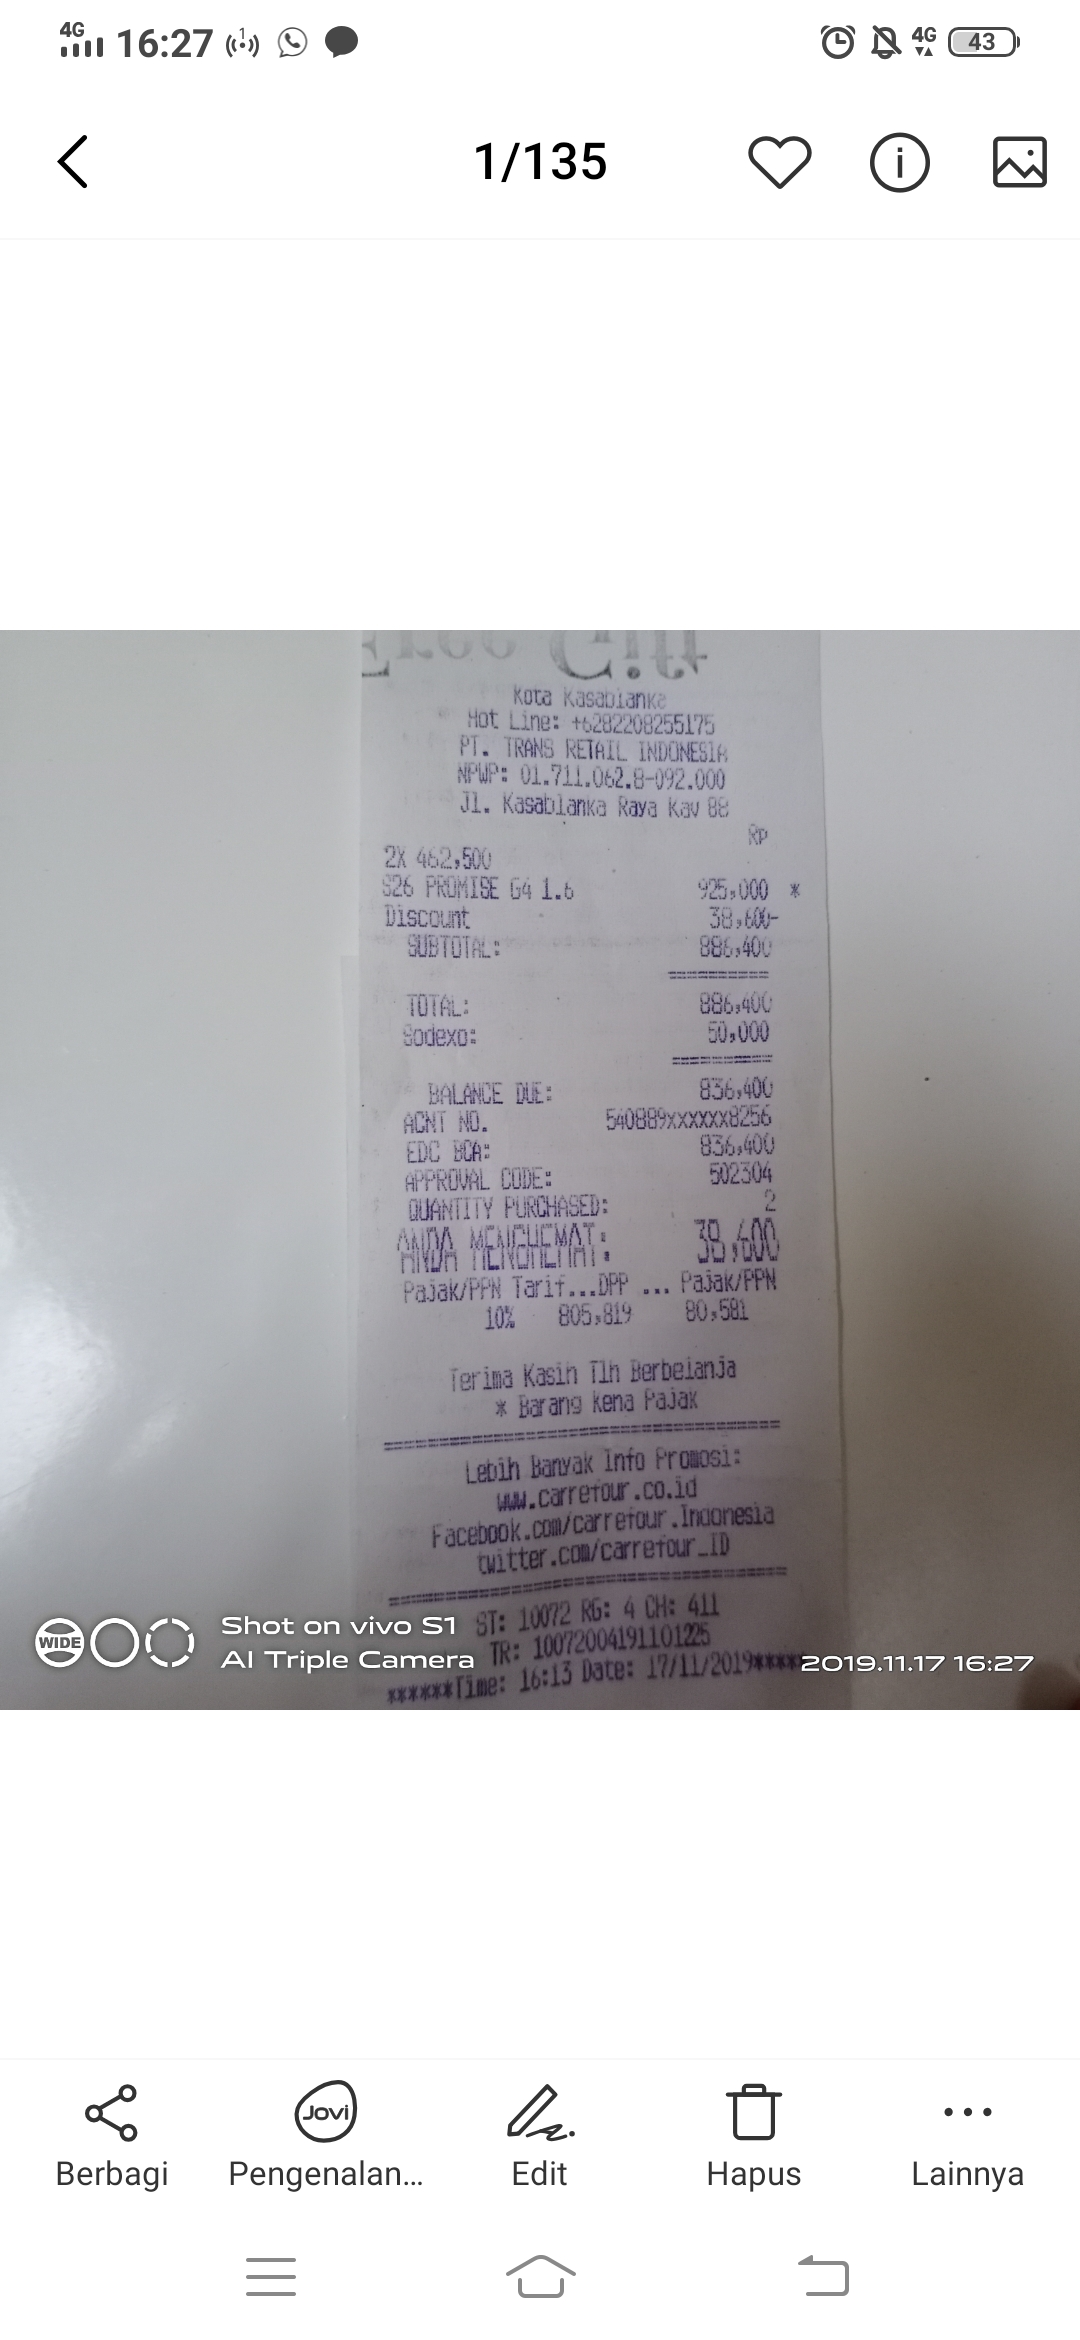 4G 16:27 1 4G 43
1/135
Free Gift
Kota Kasablanka
Hot Line: +6282208255175
PT. TRANS RETAIL INDONESIA
NPWP: 01.711.062.8-092.000
Jl. Kasablanka Raya Kav 88
Rp
2X 462,500
S26 PROMISE G4 1.6 925,000 *
Discount 38,600-
SUBTOTAL: 886,400
==========
TOTAL: 886,400
Sodexo: 50,000
==========
BALANCE DUE: 836,400
ACNT NO. 540889xxxxxx8256
EDC BCA: 836,400
APPROVAL CODE: 502304
QUANTITY PURCHASED: 2
ANDA MENGHEMAT: 38,600
Pajak/PPN Tarif...DPP ... Pajak/PPN
10% 805,819 80,581
Terima Kasih Tlh Berbelanja
* Barang Kena Pajak
========================================
Lebih Banyak Info Promosi:
www.carrefour.co.id
Facebook.com/carrefour.Indonesia
twitter.com/carrefour_ID
========================================
ST: 10072 RG: 4 CH: 411
TR: 10072004191101225
******Time: 16:13 Date: 17/11/2019*****
WIDE
Shot on vivo S1
AI Triple Camera
2019.11.17 16:27
Berbagi
Jovi
Pengenalan...
Edit
Hapus
Lainnya